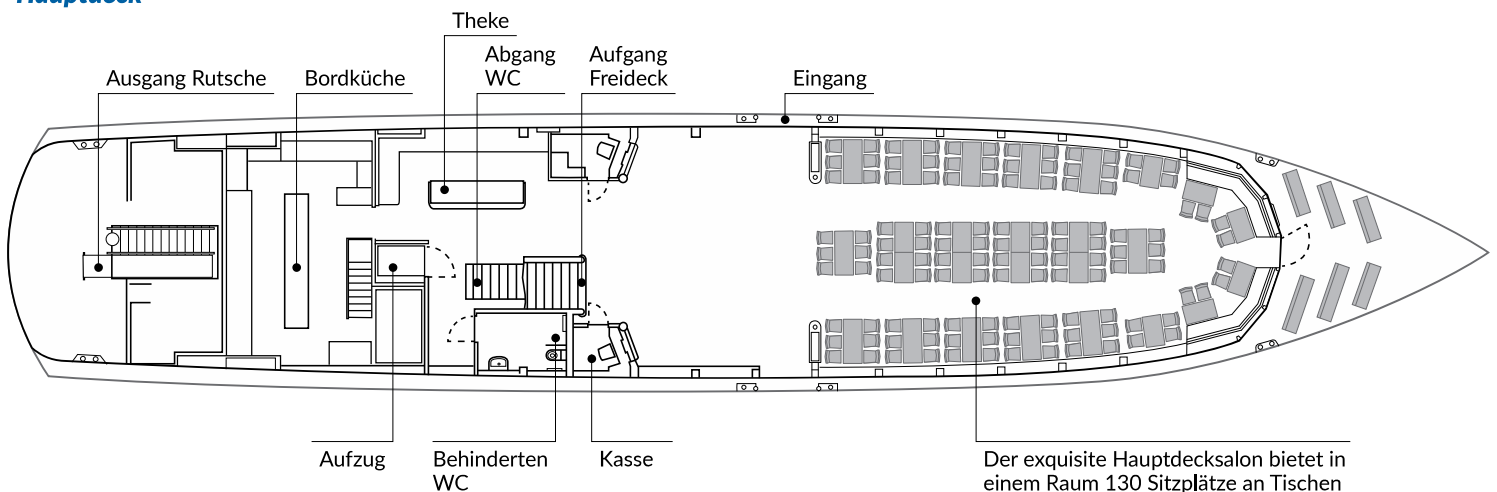 Hauptdeck
Theke
Abgang
WC
Aufgang
Freideck
Ausgang Rutsche
Bordküche
Eingang
Aufzug
Behinderten
WC
Kasse
Der exquisite Hauptdecksalon bietet in
einem Raum 130 Sitzplätze an Tischen